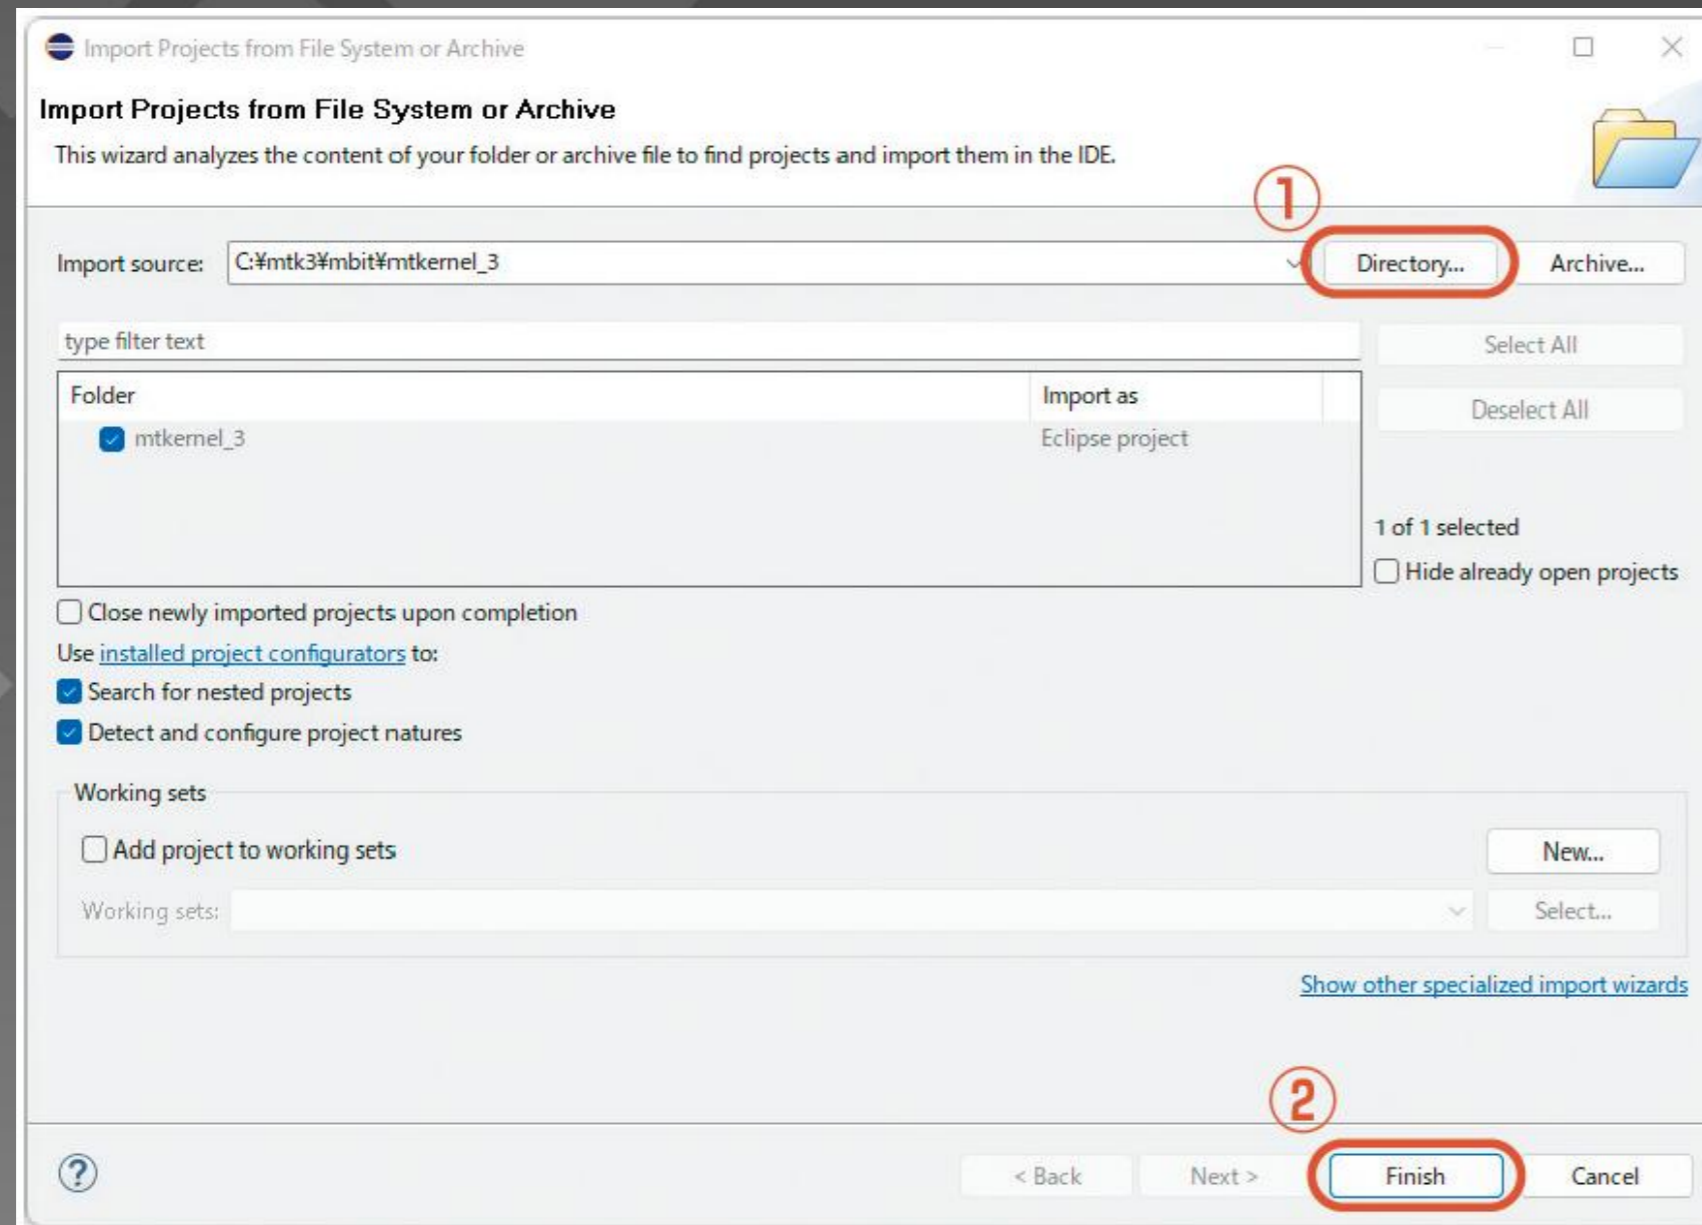 Import Projects from File System or Archive
Import Projects from File System or Archive
This wizard analyzes the content of your folder or archive file to find projects and import them in the IDE.
①
Import source: C:¥mtk3¥mbit¥mtkernel_3 Directory... Archive...
type filter text Select All
Folder Import as
Deselect All
mtkernel_3 Eclipse project
1 of 1 selected
Hide already open projects
Close newly imported projects upon completion
Use installed project configurators to:
Search for nested projects
Detect and configure project natures
Working sets
Add project to working sets New...
Working sets: Select...
Show other specialized import wizards
②
? < Back Next > Finish Cancel